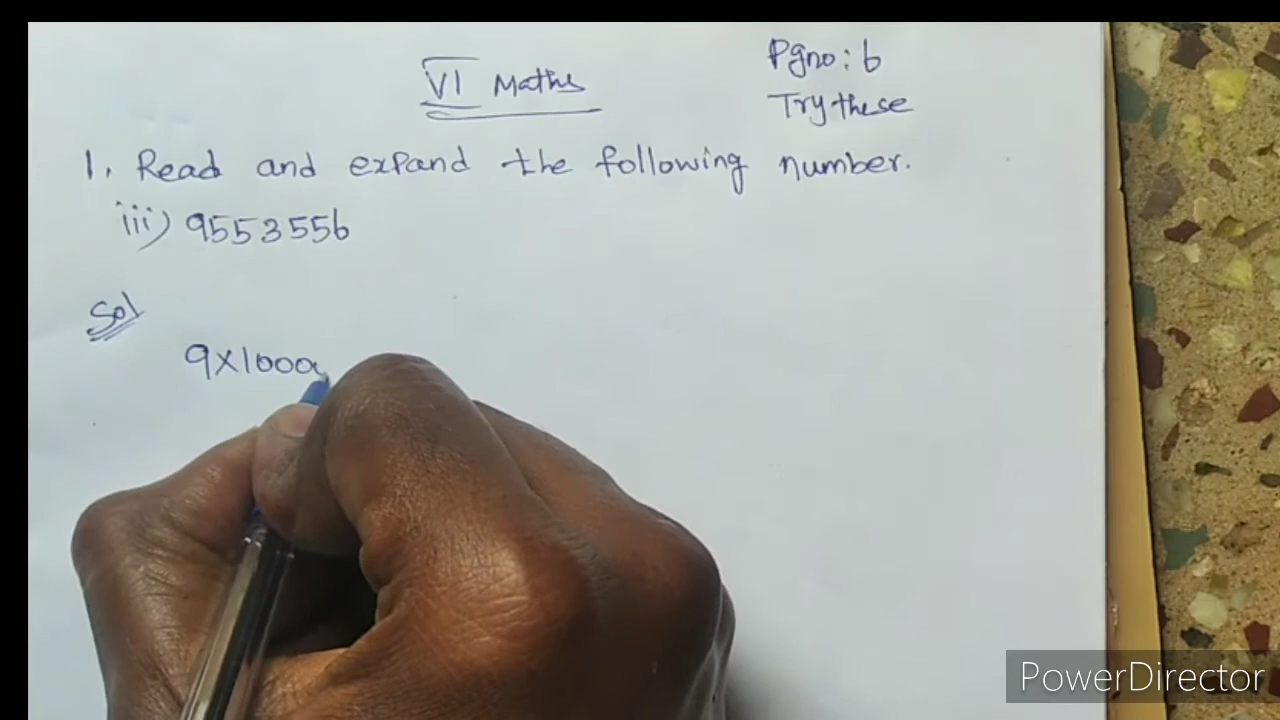 VI Maths
Pgno: 6
Try these
1. Read and expand the following number.
iii) 9553556
Sol
9x1000
PowerDirector